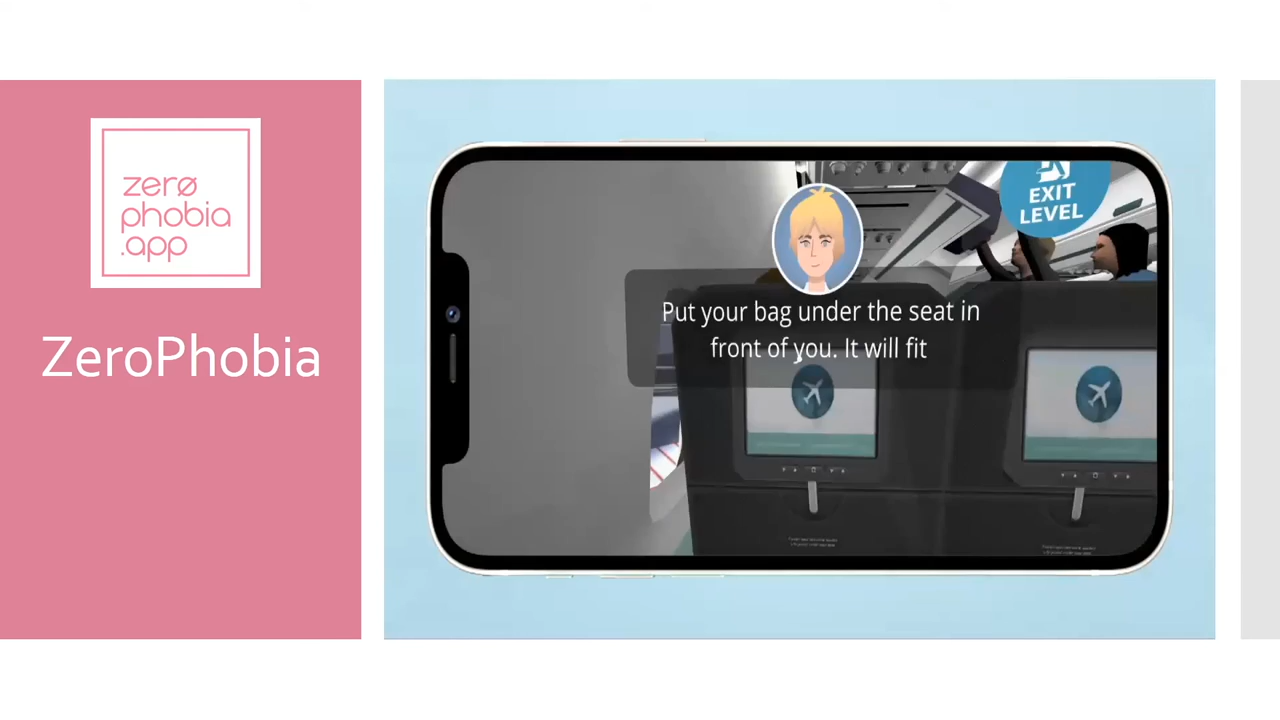 zerø
phobia
.app
ZeroPhobia
EXIT
LEVEL
Put your bag under the seat in
front of you. It will fit